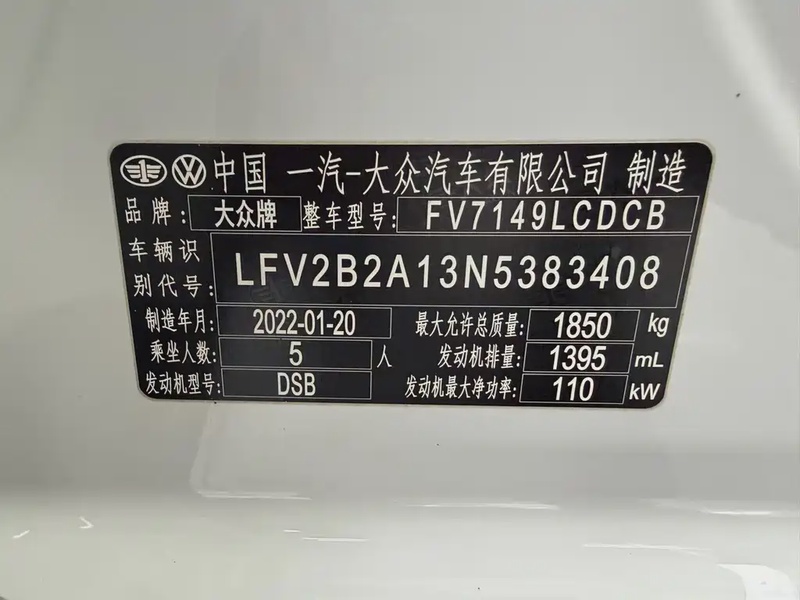 中国 一汽-大众汽车有限公司 制造
品牌: 大众牌 整车型号: FV7149LCDCB
车辆识别代号: LFV2B2A13N5383408
制造年月: 2022-01-20 最大允许总质量: 1850 kg
乘坐人数: 5 人 发动机排量: 1395 mL
发动机型号: DSB 发动机最大净功率: 110 kW